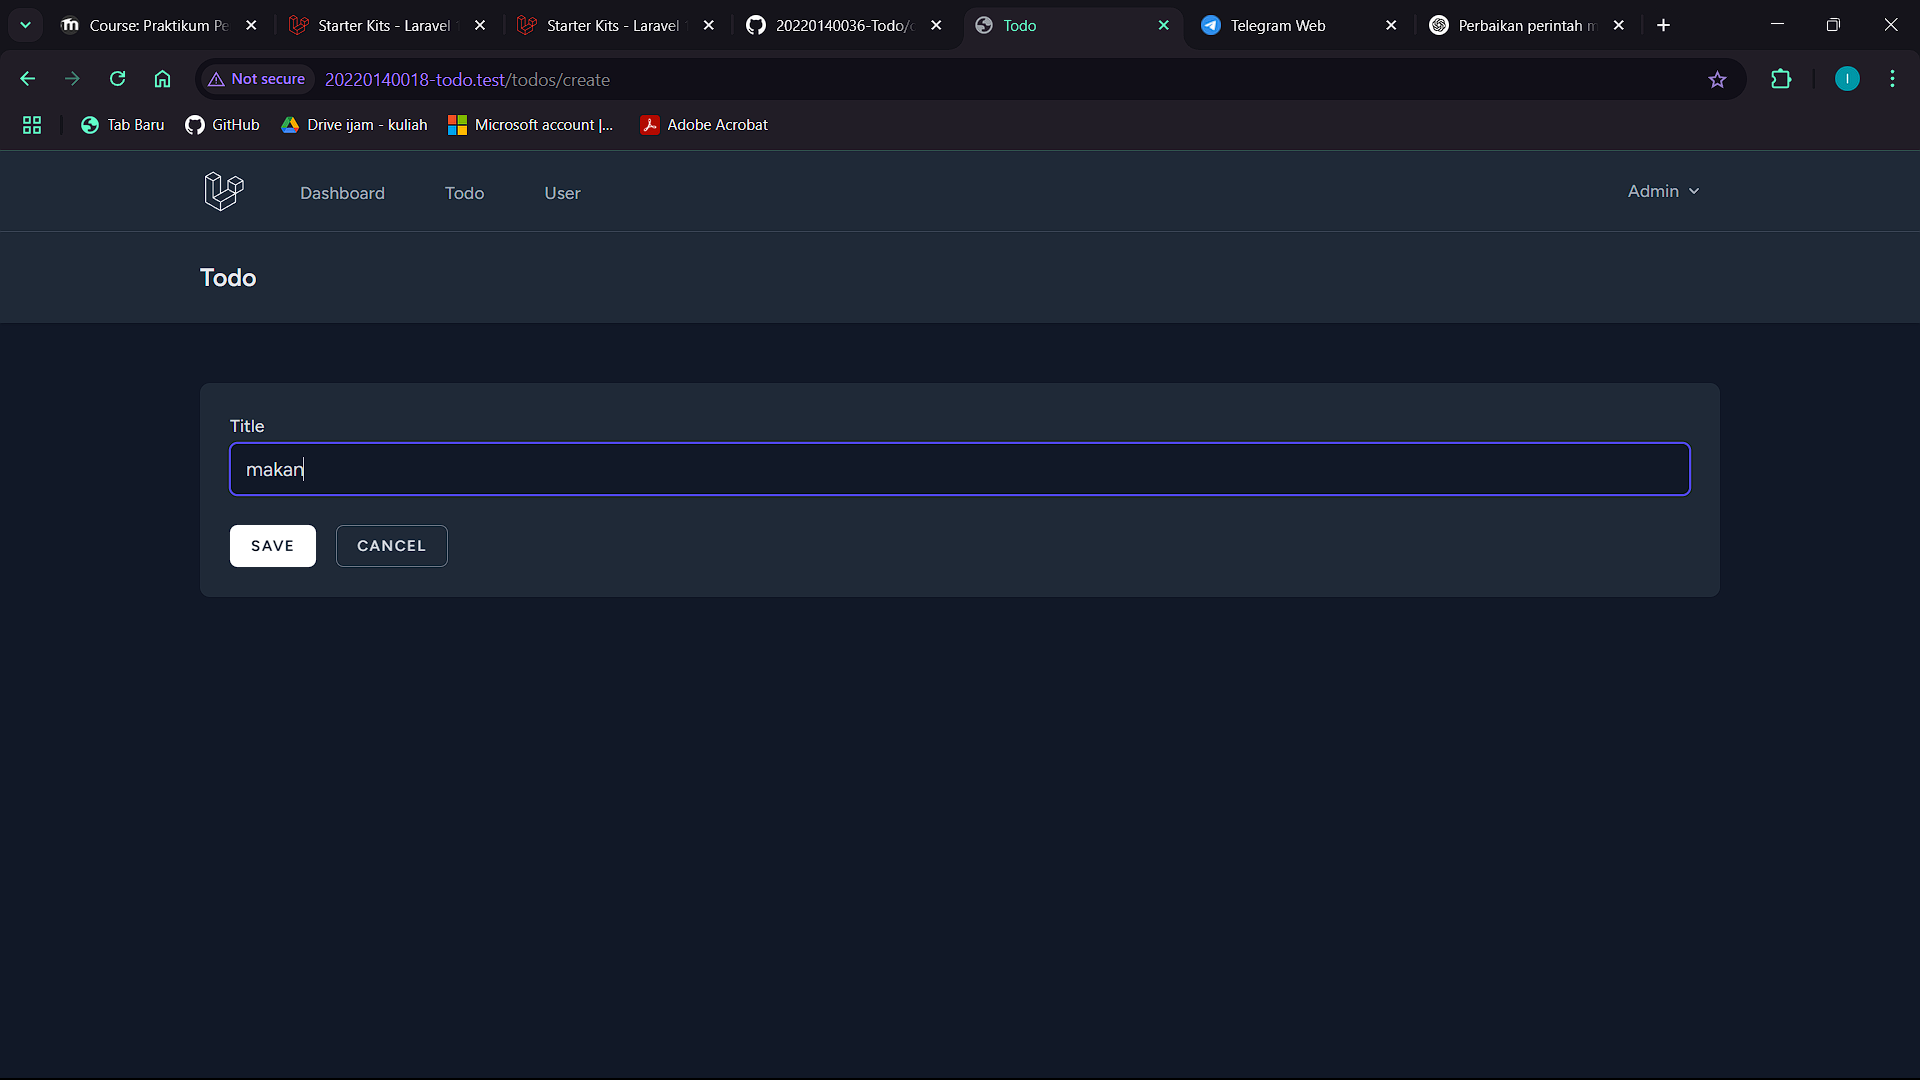 Course: Praktikum Pe
Starter Kits - Laravel
Starter Kits - Laravel
20220140036-Todo/
Todo
Telegram Web
Perbaikan perintah m
Not secure
20220140018-todo.test/todos/create
I
Tab Baru
GitHub
Drive ijam - kuliah
Microsoft account |...
Adobe Acrobat
Dashboard
Todo
User
Admin
Todo
Title
makan
SAVE
CANCEL